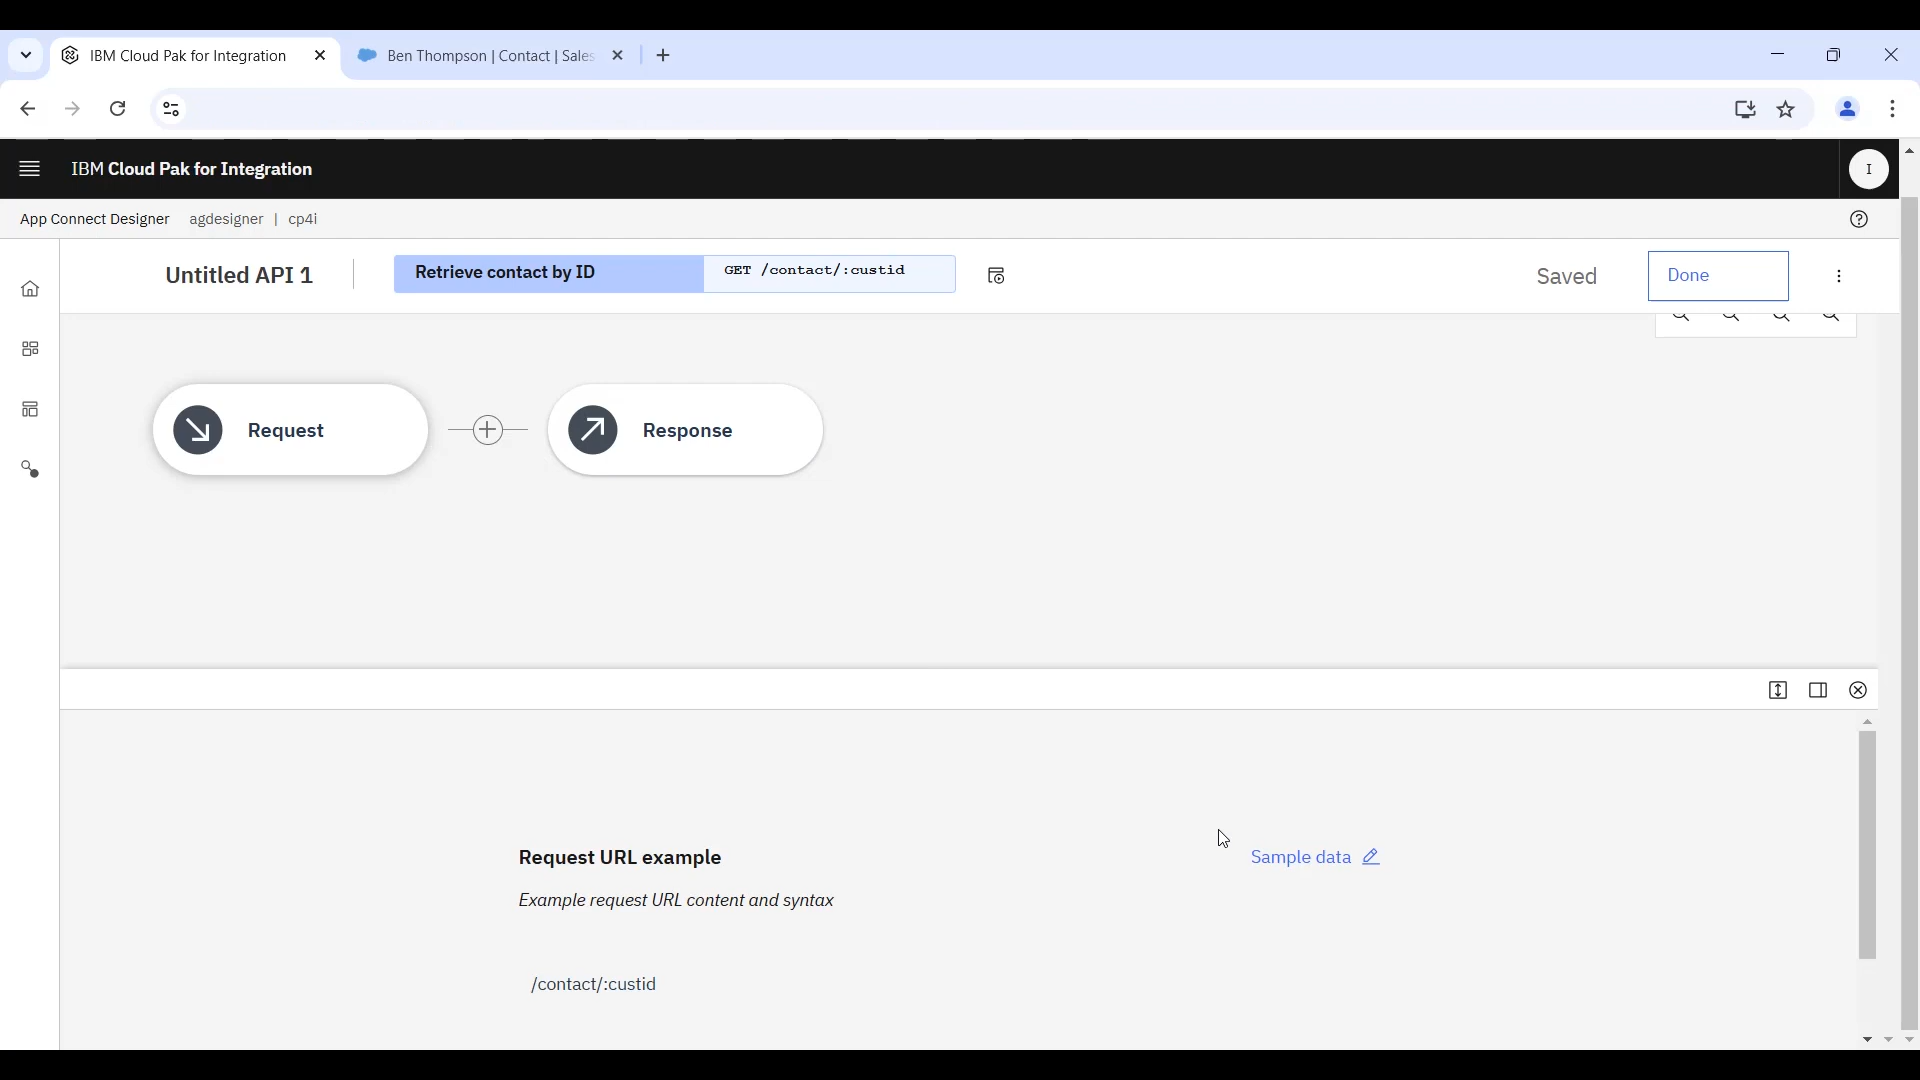 IBM Cloud Pak for Integration
Ben Thompson | Contact | Sales
IBM Cloud Pak for Integration
I
App Connect Designer agdesigner | cp4i
Untitled API 1
Retrieve contact by ID
GET /contact/:custid
Saved
Done
Request
Response
Request URL example
Sample data
Example request URL content and syntax
/contact/:custid